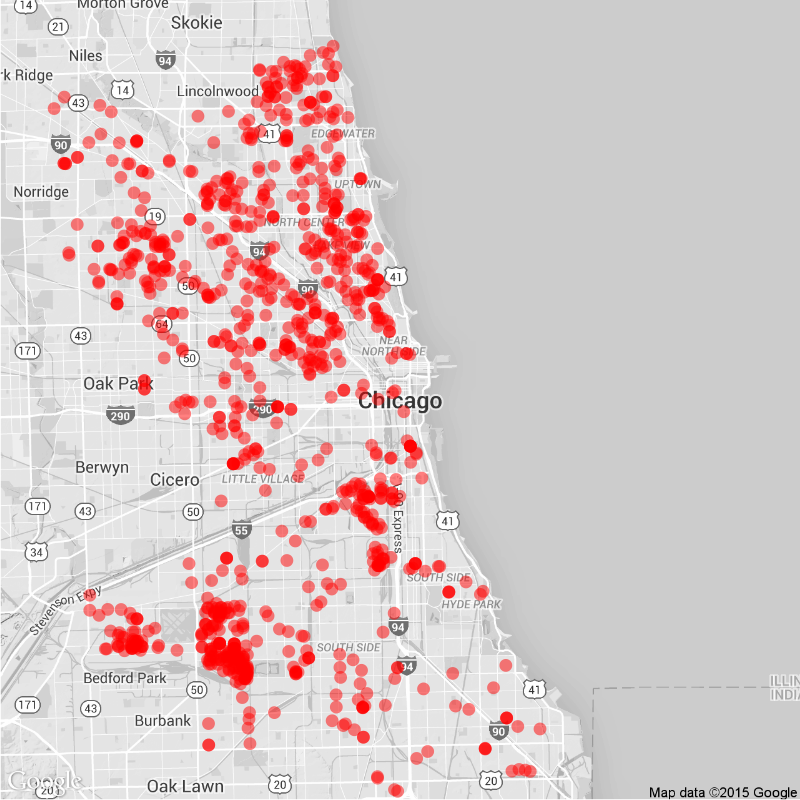 14
Morton Grove
21
Skokie
Niles
94
rk Ridge
14
Lincolnwood
43
41
EDGEWATER
90
Norridge
UPTOWN
19
NORTH CENTER
94
41
50
90
64
43
NEAR
NORTH SIDE
171
50
Oak Park
290
290
Chicago
Berwyn
Cicero
LITTLE VILLAGE
171
43
50
41
55
Express
34
SOUTH SIDE
Stevenson Expy
HYDE PARK
94
SOUTH SIDE
94
Bedford Park
ILLIN
INDIA
50
41
171
43
Burbank
90
Google
20
Oak Lawn
20
20
Map data ©2015 Google